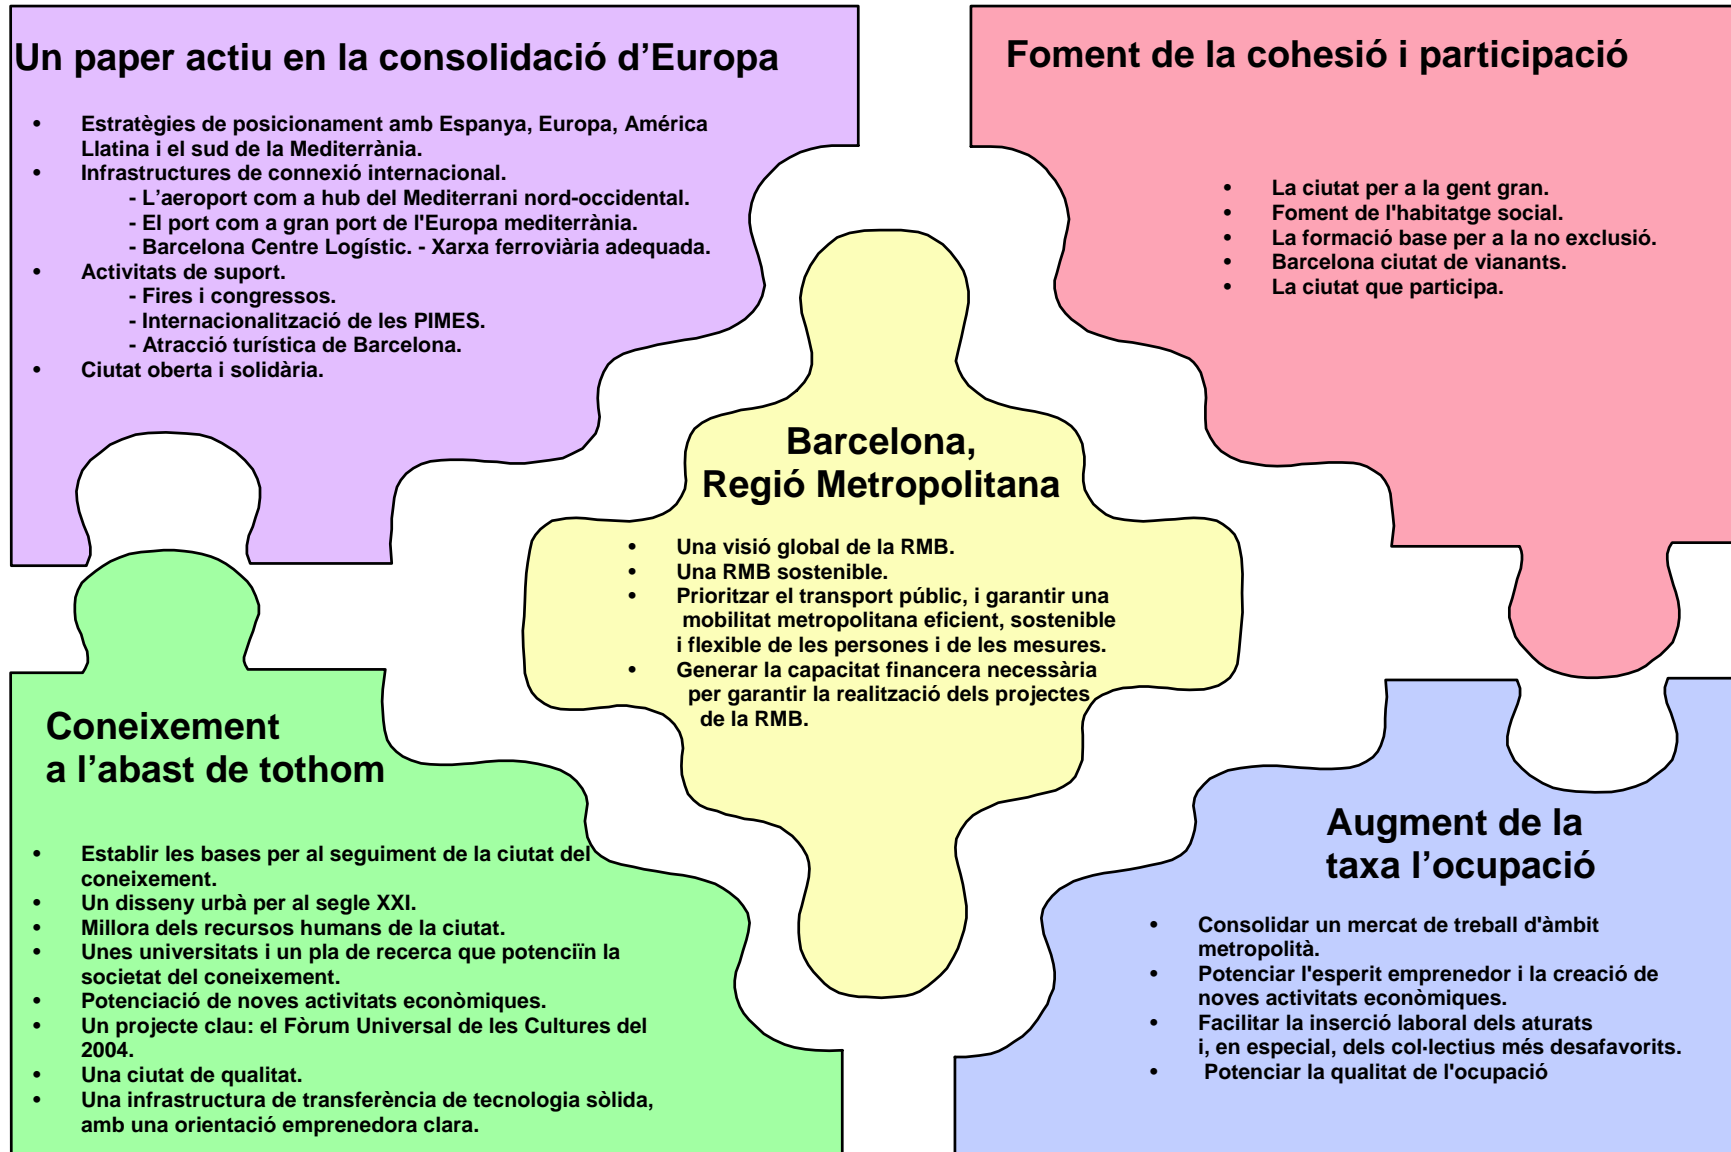 Un paper actiu en la consolidació d’Europa
• Estratègies de posicionament amb Espanya, Europa, América
Llatina i el sud de la Mediterrània.
• Infrastructures de connexió internacional.
- L’aeroport com a hub del Mediterrani nord-occidental.
- El port com a gran port de l'Europa mediterrània.
- Barcelona Centre Logístic. - Xarxa ferroviària adequada.
• Activitats de suport.
- Fires i congressos.
- Internacionalització de les PIMES.
- Atracció turística de Barcelona.
• Ciutat oberta i solidària.
Foment de la cohesió i participació
• La ciutat per a la gent gran.
• Foment de l'habitatge social.
• La formació base per a la no exclusió.
• Barcelona ciutat de vianants.
• La ciutat que participa.
Barcelona,
Regió Metropolitana
• Una visió global de la RMB.
• Una RMB sostenible.
• Prioritzar el transport públic, i garantir una
mobilitat metropolitana eficient, sostenible
i flexible de les persones i de les mesures.
• Generar la capacitat financera necessària
per garantir la realització dels projectes
de la RMB.
Coneixement
a l’abast de tothom
• Establir les bases per al seguiment de la ciutat del
coneixement.
• Un disseny urbà per al segle XXI.
• Millora dels recursos humans de la ciutat.
• Unes universitats i un pla de recerca que potenciïn la
societat del coneixement.
• Potenciació de noves activitats econòmiques.
• Un projecte clau: el Fòrum Universal de les Cultures del
2004.
• Una ciutat de qualitat.
• Una infrastructura de transferència de tecnologia sòlida,
amb una orientació emprenedora clara.
Augment de la
taxa l’ocupació
• Consolidar un mercat de treball d'àmbit
metropolità.
• Potenciar l'esperit emprenedor i la creació de
noves activitats econòmiques.
• Facilitar la inserció laboral dels aturats
i, en especial, dels col·lectius més desafavorits.
• Potenciar la qualitat de l'ocupació